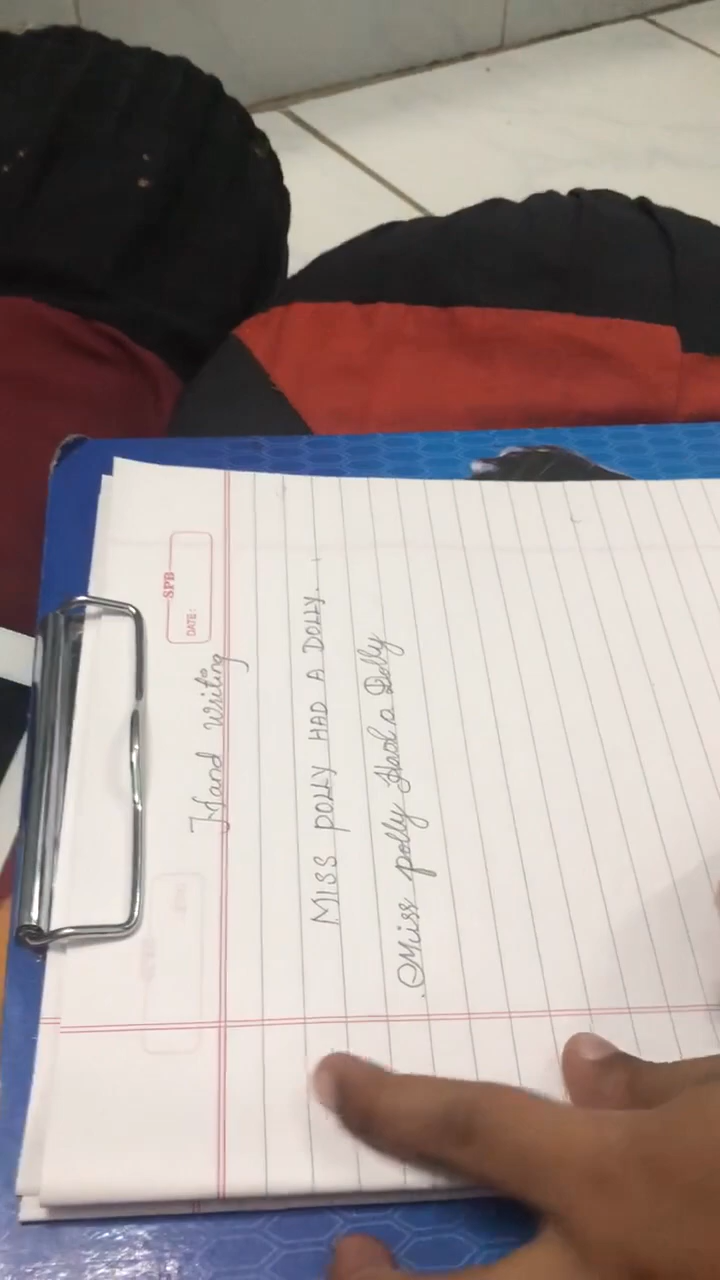 SPB
DATE:
Hand Writing
MISS POLLY HAD A DOLLY.
Miss polly Had a Dolly